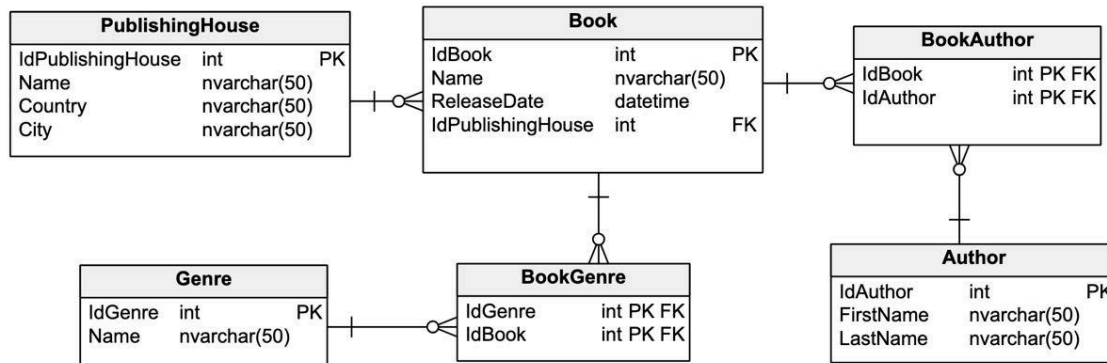 PublishingHouse
IdPublishingHouse int PK
Name nvarchar(50)
Country nvarchar(50)
City nvarchar(50)
Book
IdBook int PK
Name nvarchar(50)
ReleaseDate datetime
IdPublishingHouse int FK
BookAuthor
IdBook int PK FK
IdAuthor int PK FK
Genre
IdGenre int PK
Name nvarchar(50)
BookGenre
IdGenre int PK FK
IdBook int PK FK
Author
IdAuthor int PK
FirstName nvarchar(50)
LastName nvarchar(50)